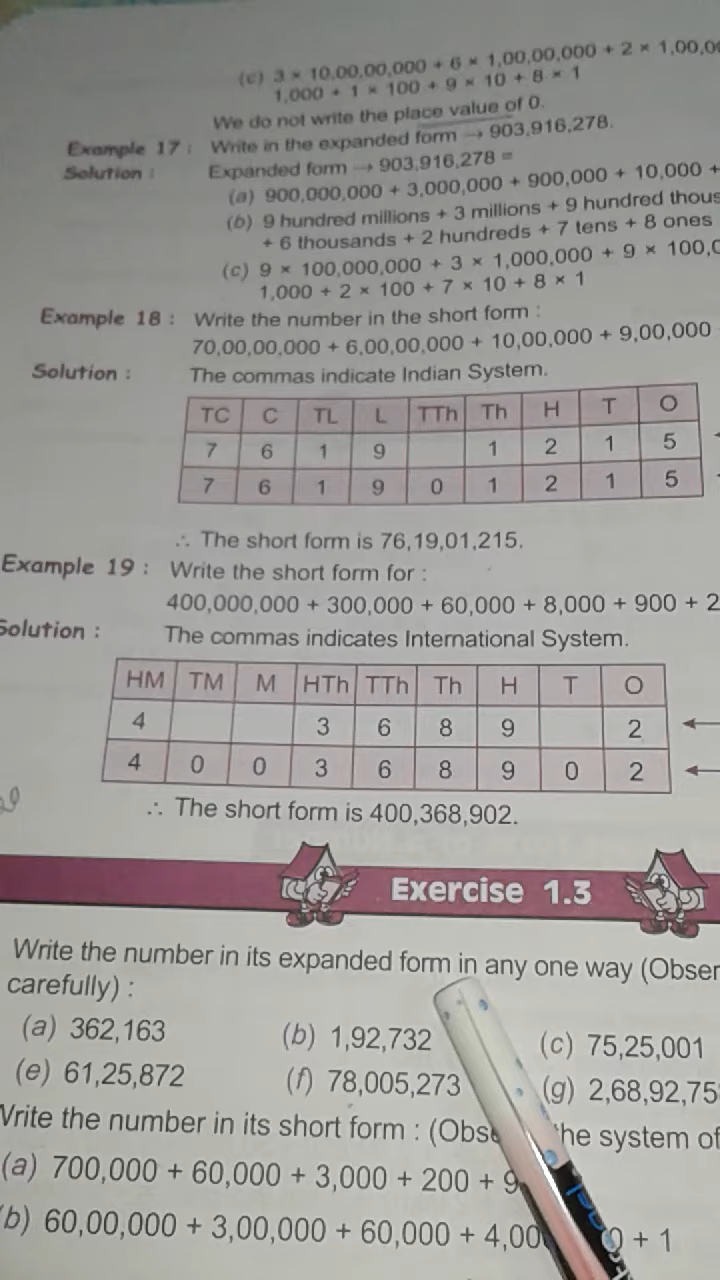 (c) 3 × 10,00,00,000 + 6 × 1,00,00,000 + 2 × 1,00,0
1,000 + 1 × 100 + 9 × 10 + 8 × 1
We do not write the place value of 0.
Example 17 : Write in the expanded form → 903,916,278.
Solution : Expanded form → 903,916,278 =
(a) 900,000,000 + 3,000,000 + 900,000 + 10,000 +
(b) 9 hundred millions + 3 millions + 9 hundred thous
+ 6 thousands + 2 hundreds + 7 tens + 8 ones
(c) 9 × 100,000,000 + 3 × 1,000,000 + 9 × 100,0
1,000 + 2 × 100 + 7 × 10 + 8 × 1
Example 18 : Write the number in the short form :
70,00,00,000 + 6,00,00,000 + 10,00,000 + 9,00,000
Solution : The commas indicate Indian System.
TC C TL L TTh Th H T O
7 6 1 9 1 2 1 5
7 6 1 9 0 1 2 1 5
∴ The short form is 76,19,01,215.
Example 19 : Write the short form for :
400,000,000 + 300,000 + 60,000 + 8,000 + 900 + 2
Solution : The commas indicates International System.
HM TM M HTh TTh Th H T O
4 3 6 8 9 2
4 0 0 3 6 8 9 0 2
∴ The short form is 400,368,902.
Exercise 1.3
Write the number in its expanded form in any one way (Obser
carefully) :
(a) 362,163 (b) 1,92,732 (c) 75,25,001
(e) 61,25,872 (f) 78,005,273 (g) 2,68,92,75
Write the number in its short form : (Obse the system of
(a) 700,000 + 60,000 + 3,000 + 200 + 9
(b) 60,00,000 + 3,00,000 + 60,000 + 4,00 0 + 1